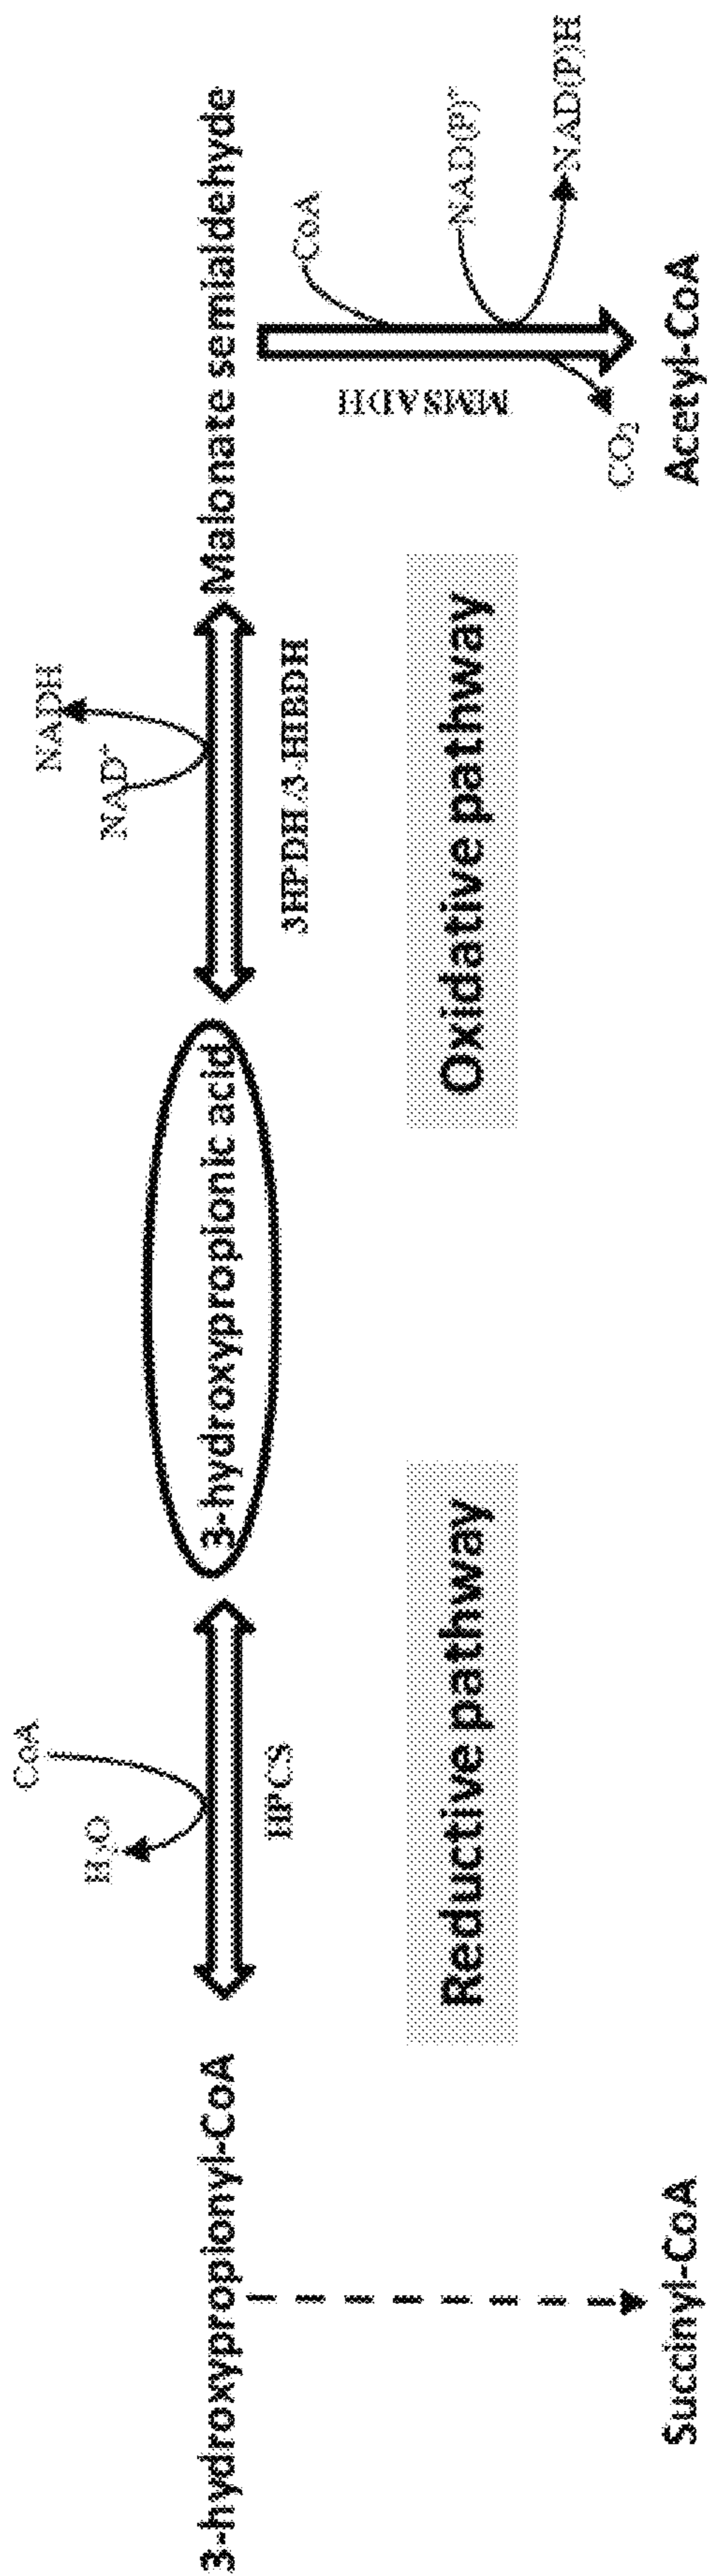 3-hydroxypropionyl-CoA
H2O
CoA
HPCS
3-hydroxypropionic acid
NAD+
NADH
3HPDH/3-HIBDH
Malonate semialdehyde
CoA
NAD(P)+
NAD(P)H
MMSADH
CO2
Succinyl-CoA
Reductive pathway
Oxidative pathway
Acetyl-CoA